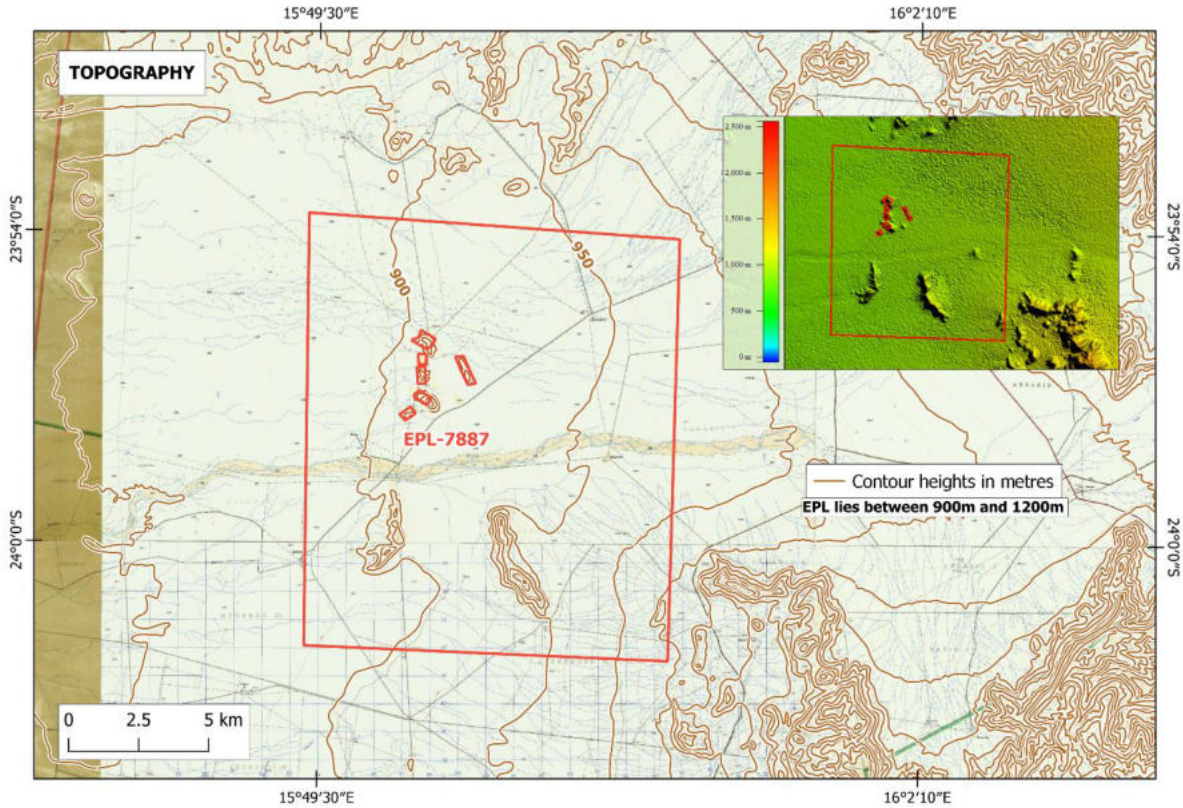 15°49'30"E
16°2'10"E
TOPOGRAPHY
2,500 m
2,000 m
1,500 m
1,000 m
500 m
0 m
23°54'0"S
23°54'0"S
950
900
EPL-7887
Contour heights in metres
EPL lies between 900m and 1200m
24°0'0"S
24°0'0"S
0 2.5 5 km
15°49'30"E
16°2'10"E